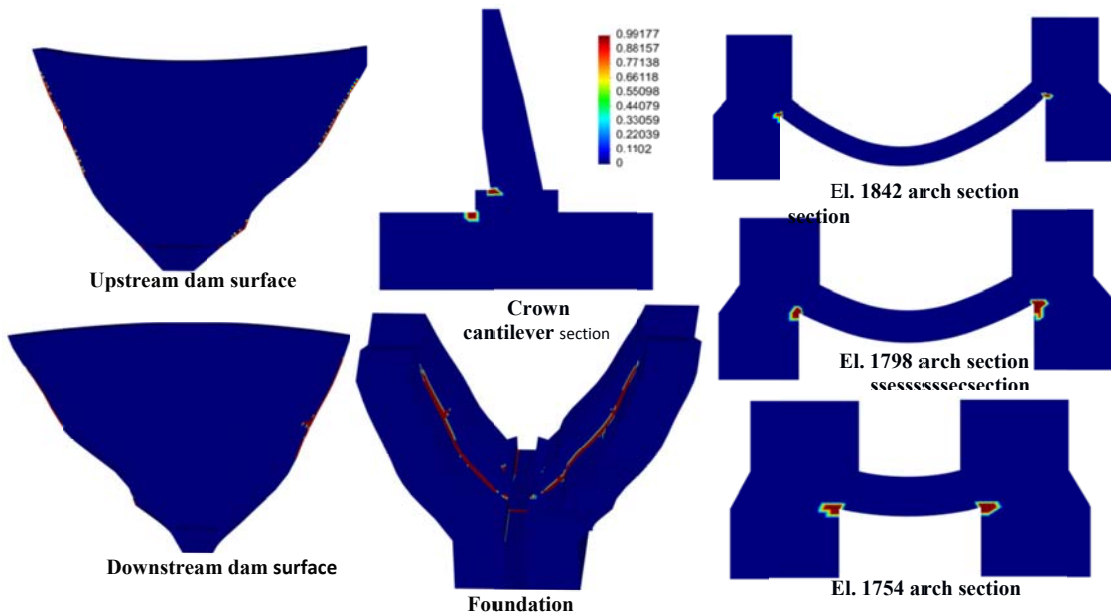 0.99177
0.88157
0.77138
0.66118
0.55098
0.44079
0.33059
0.22039
0.1102
0
Upstream dam surface
Crown
cantilever section
El. 1842 arch section
section
El. 1798 arch section
ssessssssecsection
Downstream dam surface
Foundation
El. 1754 arch section